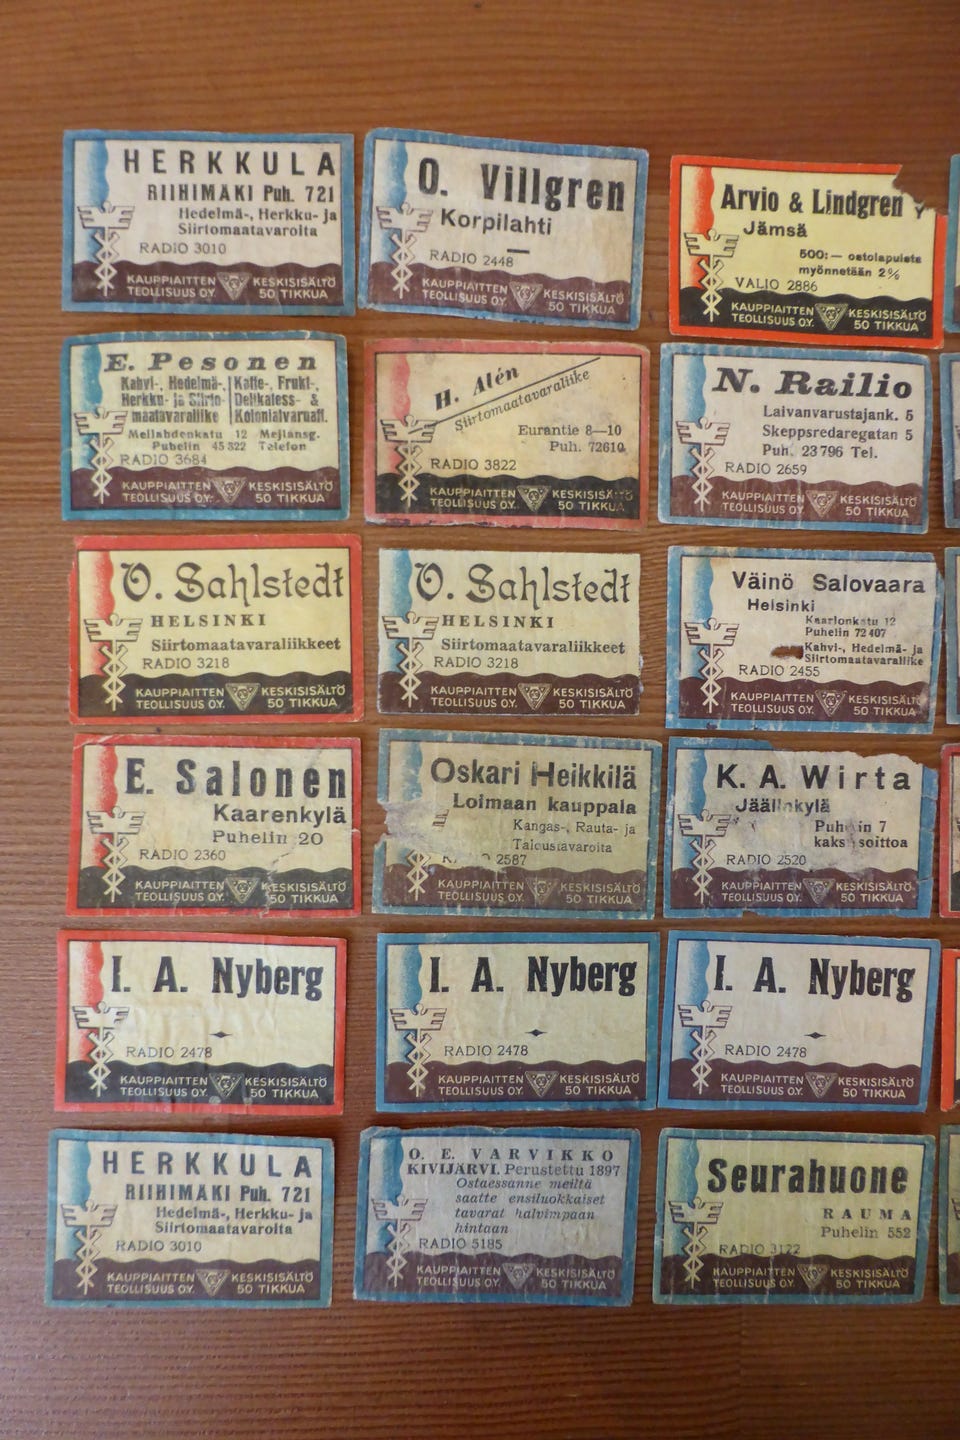 HERKKULA
RIIHIMÄKI Puh. 721
Hedelmä-, Herkku- ja
Siirtomaatavaroita
RADIO 3010
KAUPPIAITTEN KESKISISÄLTÖ
TEOLLISUUS OY. 50 TIKKUA
O. Villgren
Korpilahti
RADIO 2448
KAUPPIAITTEN KESKISISÄLTÖ
TEOLLISUUS OY. 50 TIKKUA
Arvio & Lindgren
Jämsä
500:— ostolapuista
myönnetään 2%
VALIO 2886
KAUPPIAITTEN KESKISISÄLTÖ
TEOLLISUUS O.Y. 50 TIKKUA
E. Pesonen
Kahvi-, Hedelmä-, Kaffe-, Frukt-,
Herkku- ja Siirto- Delikatess- &
maatavaraliike Kolonialvaruaff.
Meilahdenkatu 12 Mejlansg.
Puhelin 45 322 Telefon
RADIO 3684
KAUPPIAITTEN KESKISISÄLTÖ
TEOLLISUUS OY. 50 TIKKUA
H. Alén
Siirtomaatavaraliike
Eurantie 8—10
Puh. 72610
RADIO 3822
KAUPPIAITTEN KESKISISÄLTÖ
TEOLLISUUS OY. 50 TIKKUA
N. Railio
Laivanvarustajank. 5
Skeppsredaregatan 5
Puh. 23 796 Tel.
RADIO 2659
KAUPPIAITTEN KESKISISÄLTÖ
TEOLLISUUS O.Y. 50 TIKKUA
O. Sahlstedt
HELSINKI
Siirtomaatavaraliikkeet
RADIO 3218
KAUPPIAITTEN KESKISISÄLTÖ
TEOLLISUUS O.Y. 50 TIKKUA
O. Sahlstedt
HELSINKI
Siirtomaatavaraliikkeet
RADIO 3218
KAUPPIAITTEN KESKISISÄLTÖ
TEOLLISUUS O.Y. 50 TIKKUA
Väinö Salovaara
Helsinki
Kaarlonkatu 12
Puhelin 72 407
Kahvi-, Hedelmä- ja
Siirtomaatavaraliike
RADIO 2455
KAUPPIAITTEN KESKISISÄLTÖ
TEOLLISUUS O.Y. 50 TIKKUA
E. Salonen
Kaarenkylä
Puhelin 20
RADIO 2360
KAUPPIAITTEN KESKISISÄLTÖ
TEOLLISUUS OY. 50 TIKKUA
Oskari Heikkilä
Loimaan kauppala
Kangas-, Rauta- ja
Taloustavaroita
2587
KAUPPIAITTEN KESKISISÄLTÖ
TEOLLISUUS OY. 50 TIKKUA
K. A. Wirta
7
soittoa
RADIO 2520
KAUPPIAITTEN KESKISISÄLTÖ
TEOLLISUUS OY. 50 TIKKUA
I. A. Nyberg
RADIO 2478
KAUPPIAITTEN KESKISISÄLTÖ
TEOLLISUUS OY. 50 TIKKUA
I. A. Nyberg
RADIO 2478
KAUPPIAITTEN KESKISISÄLTÖ
TEOLLISUUS OY. 50 TIKKUA
I. A. Nyberg
RADIO 2478
KAUPPIAITTEN KESKISISÄLTÖ
TEOLLISUUS O.Y. 50 TIKKUA
HERKKULA
RIIHIMÄKI Puh. 721
Hedelmä-, Herkku- ja
Siirtomaatavaroita
RADIO 3010
KAUPPIAITTEN KESKISISÄLTÖ
TEOLLISUUS OY. 50 TIKKUA
O. E. VARVIKKO
KIVIJÄRVI. Perustettu 1897
Ostaessanne meiltä
saatte ensiluokkaiset
tavarat halvimpaan
hintaan
RADIO 5185
KAUPPIAITTEN KESKISISÄLTÖ
TEOLLISUUS OY. 50 TIKKUA
Seurahuone
RAUMA
Puhelin 552
RADIO 3122
KAUPPIAITTEN KESKISISÄLTÖ
TEOLLISUUS OY. 50 TIKKUA